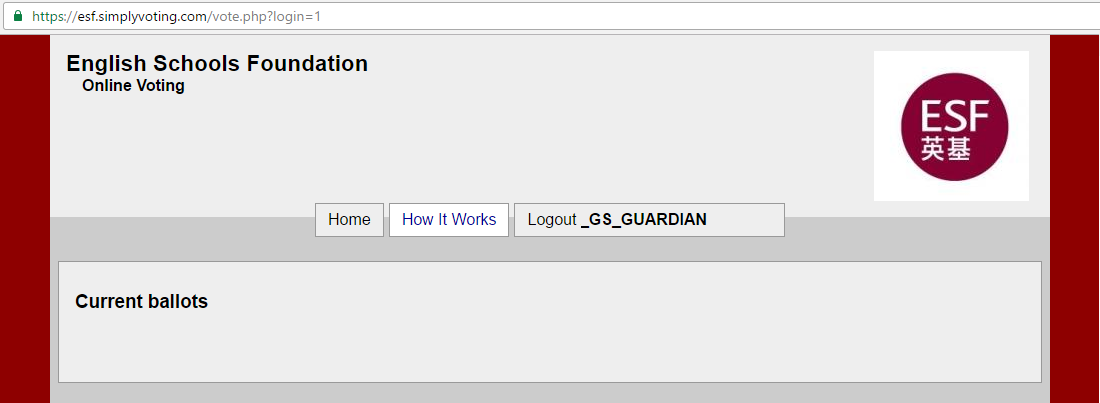 https://esf.simplyvoting.com/vote.php?login=1
English Schools Foundation
Online Voting
ESF
英基
Home
How It Works
Logout _GS_GUARDIAN
Current ballots